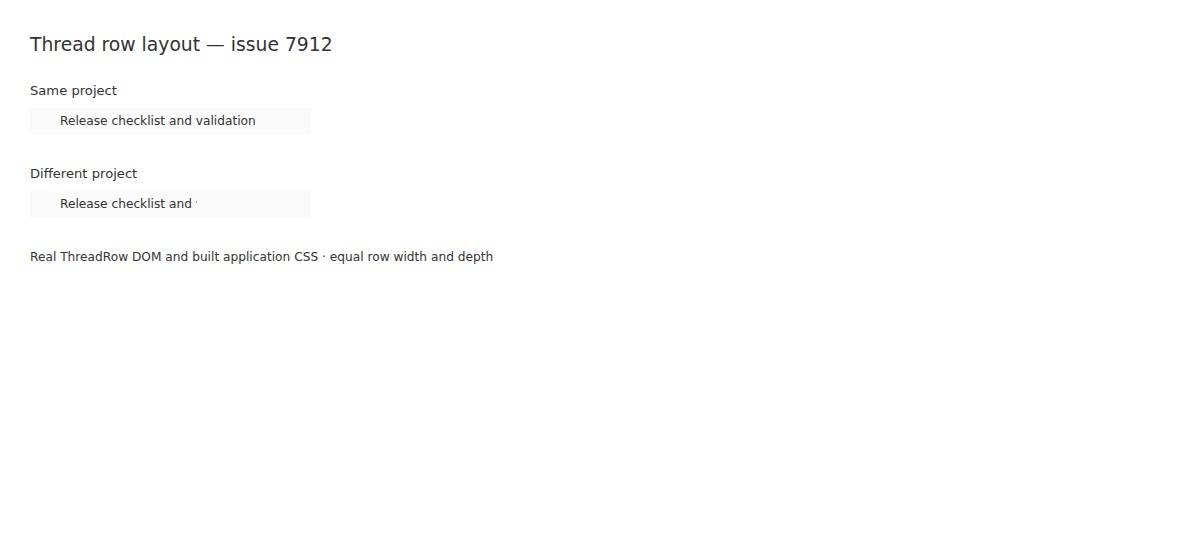 Thread row layout — issue 7912
Same project
Release checklist and validation
Different project
Release checklist and
Real ThreadRow DOM and built application CSS · equal row width and depth